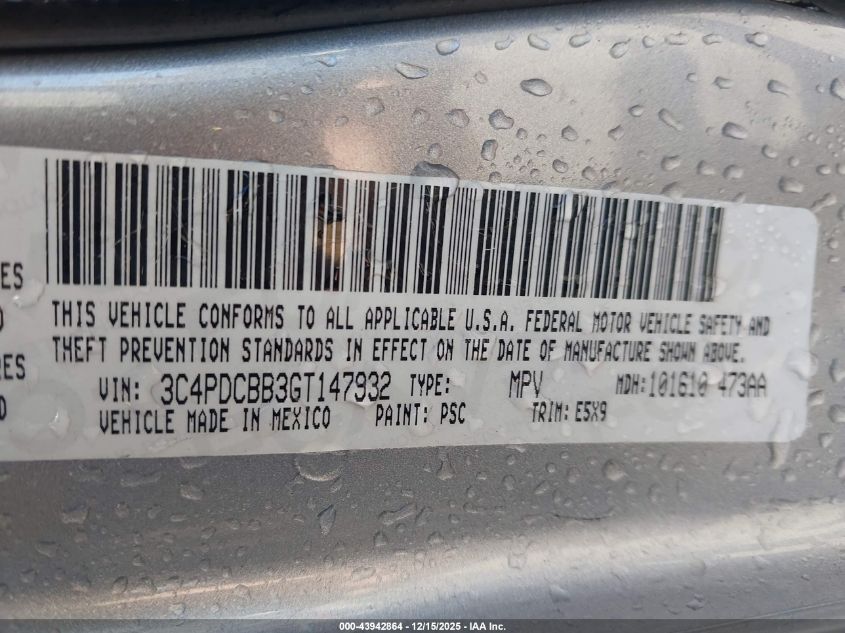 THIS VEHICLE CONFORMS TO ALL APPLICABLE U.S.A. FEDERAL MOTOR VEHICLE SAFETY AND
THEFT PREVENTION STANDARDS IN EFFECT ON THE DATE OF MANUFACTURE SHOWN ABOVE.
VIN: 3C4PDCBB3GT147932 TYPE: MPV MDH:101610 473AA
VEHICLE MADE IN MEXICO PAINT: PSC TRIM: E5X9
ES
RES
D
000-43942864 - 12/15/2025 - IAA Inc.